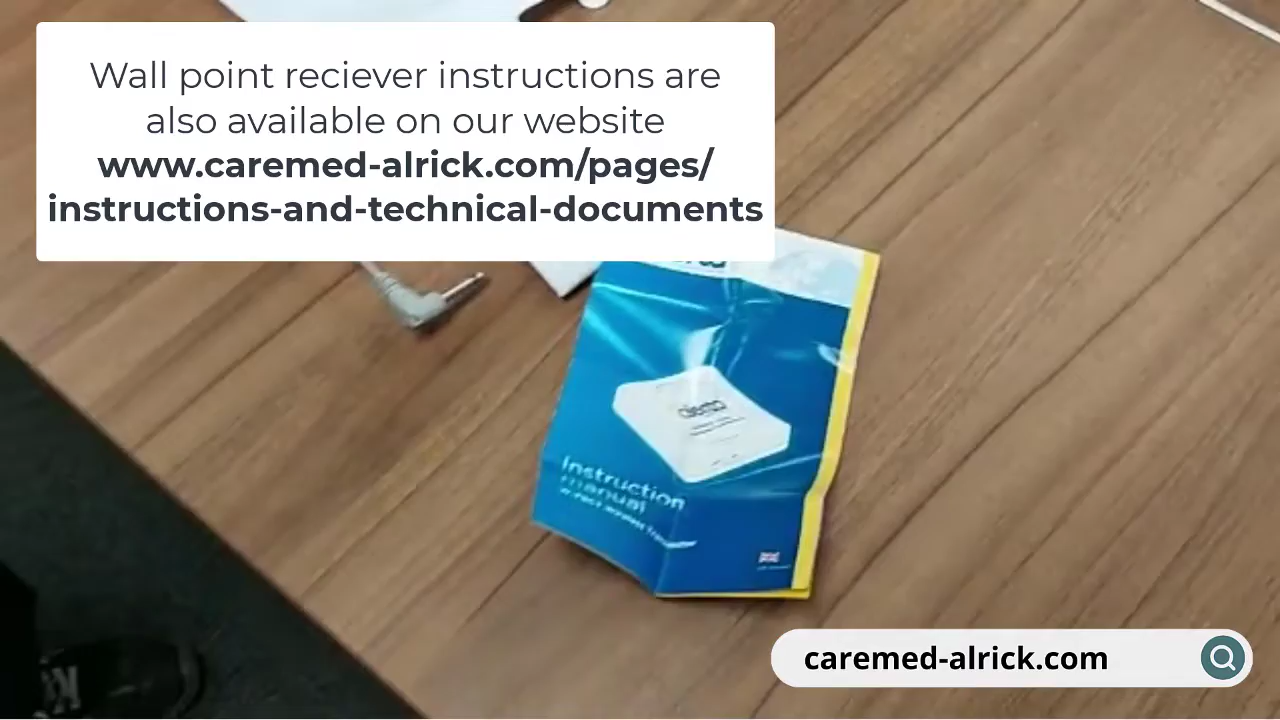 Wall point reciever instructions are
also available on our website
www.caremed-alrick.com/pages/
instructions-and-technical-documents
alerta
Instruction
manual
caremed-alrick.com